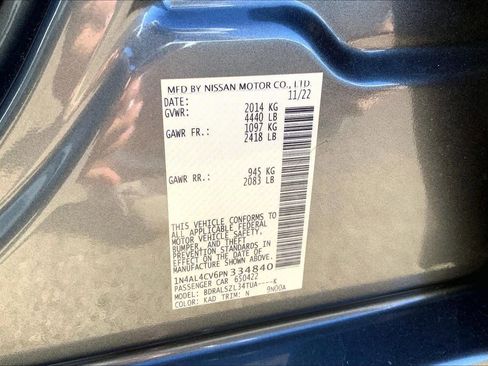 MFD BY NISSAN MOTOR CO., LTD.
DATE: 11/22
GVWR: 2014 KG
4440 LB
GAWR FR.: 1097 KG
2418 LB
GAWR RR.: 945 KG
2083 LB
THIS VEHICLE CONFORMS TO
ALL APPLICABLE FEDERAL
MOTOR VEHICLE SAFETY,
BUMPER, AND THEFT
PREVENTION STANDARDS IN
EFFECT ON THE DATE OF
MANUFACTURE SHOWN ABOVE.
1N4AL4CV6PN334840
PASSENGER CAR 650422
MODEL: BDRALSZL34TUA----K
COLOR: KAD TRIM: N 9N00A